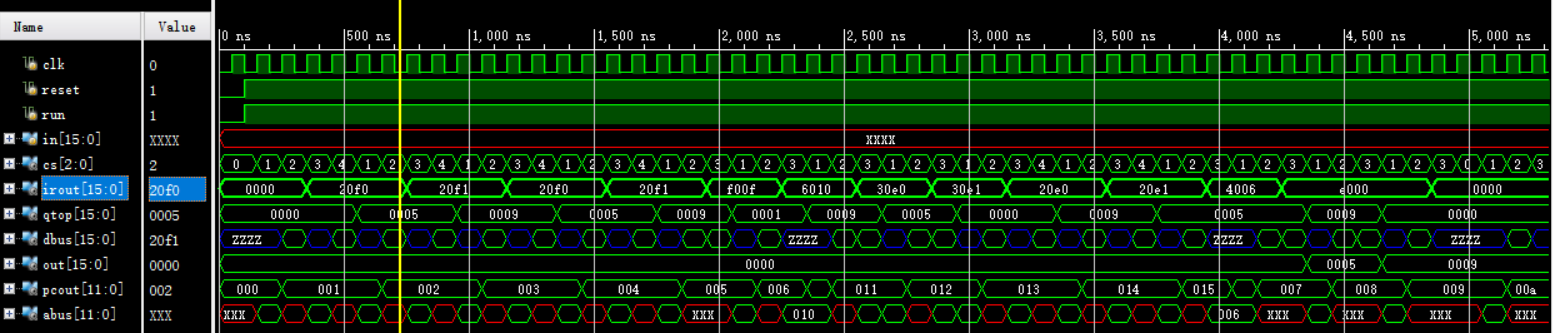 Name Value
0 ns 500 ns 1,000 ns 1,500 ns 2,000 ns 2,500 ns 3,000 ns 3,500 ns 4,000 ns 4,500 ns 5,000 ns
clk 0
reset 1
run 1
in[15:0] XXXX XXXX
cs[2:0] 2 0 1 2 3 4 1 2 3 4 1 2 3 4 1 2 3 4 1 2 3 1 2 3 1 2 3 4 1 2 3 1 2 3 4 1 2 3 4 1 2 3 1 2 3 1 2 3 1 2 3 0 1 2 3
irout[15:0] 20f0 0000 20f0 20f1 20f0 20f1 f00f 6010 30e0 30e1 20e0 20e1 4006 e000 0000
qtop[15:0] 0005 0000 0005 0009 0005 0009 0001 0009 0005 0000 0009 0005 0009 0000
dbus[15:0] 20f1 ZZZZ ZZZZ ZZZZ ZZZZ
out[15:0] 0000 0000 0005 0009
pcout[11:0] 002 000 001 002 003 004 005 006 011 012 013 014 015 007 008 009 00a
abus[11:0] XXX XXX XXX 010 006 XXX XXX XXX XXX